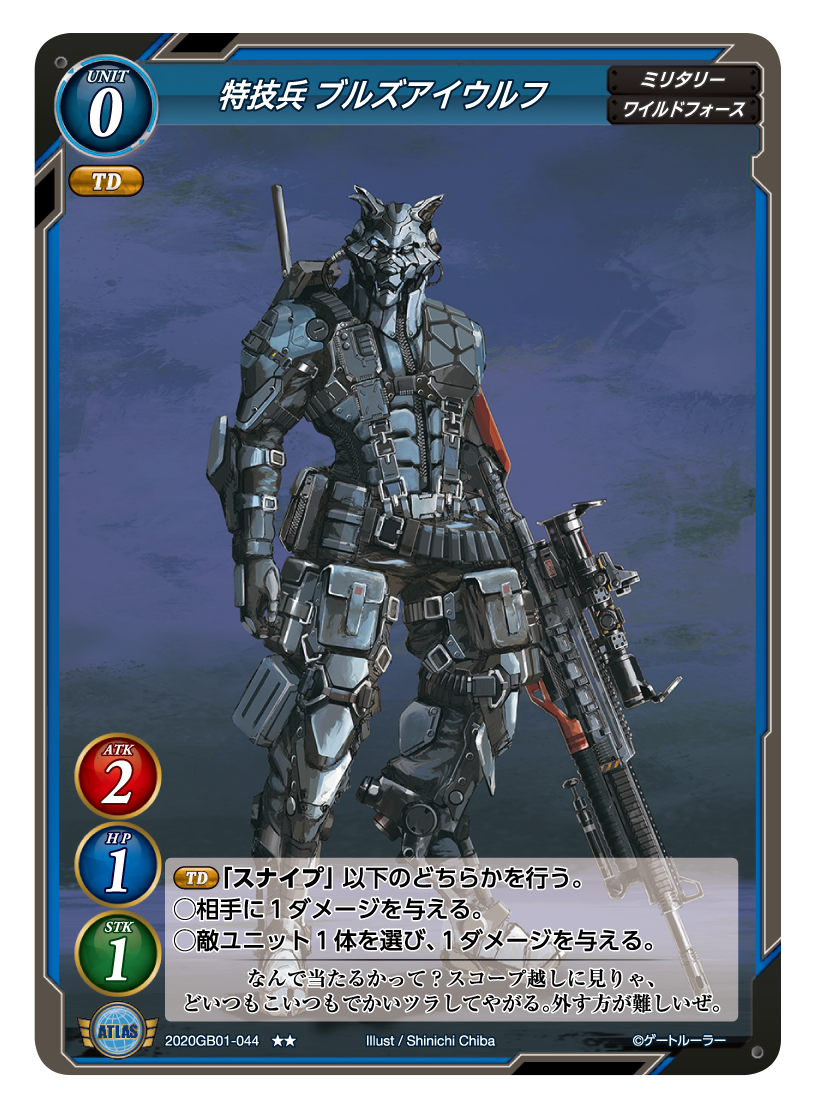 UNIT
0
特技兵 ブルズアイウルフ
ミリタリー
ワイルドフォース
TD
ATK
2
HP
1
STK
1
TD「スナイプ」以下のどちらかを行う。
○相手に1ダメージを与える。
○敵ユニット1体を選び、1ダメージを与える。
なんで当たるかって？スコープ越しに見りゃ、
どいつもこいつもでかいツラしてやがる。外す方が難しいぜ。
ATLAS
2020GB01-044 ★★ Illust / Shinichi Chiba ©ゲートルーラー